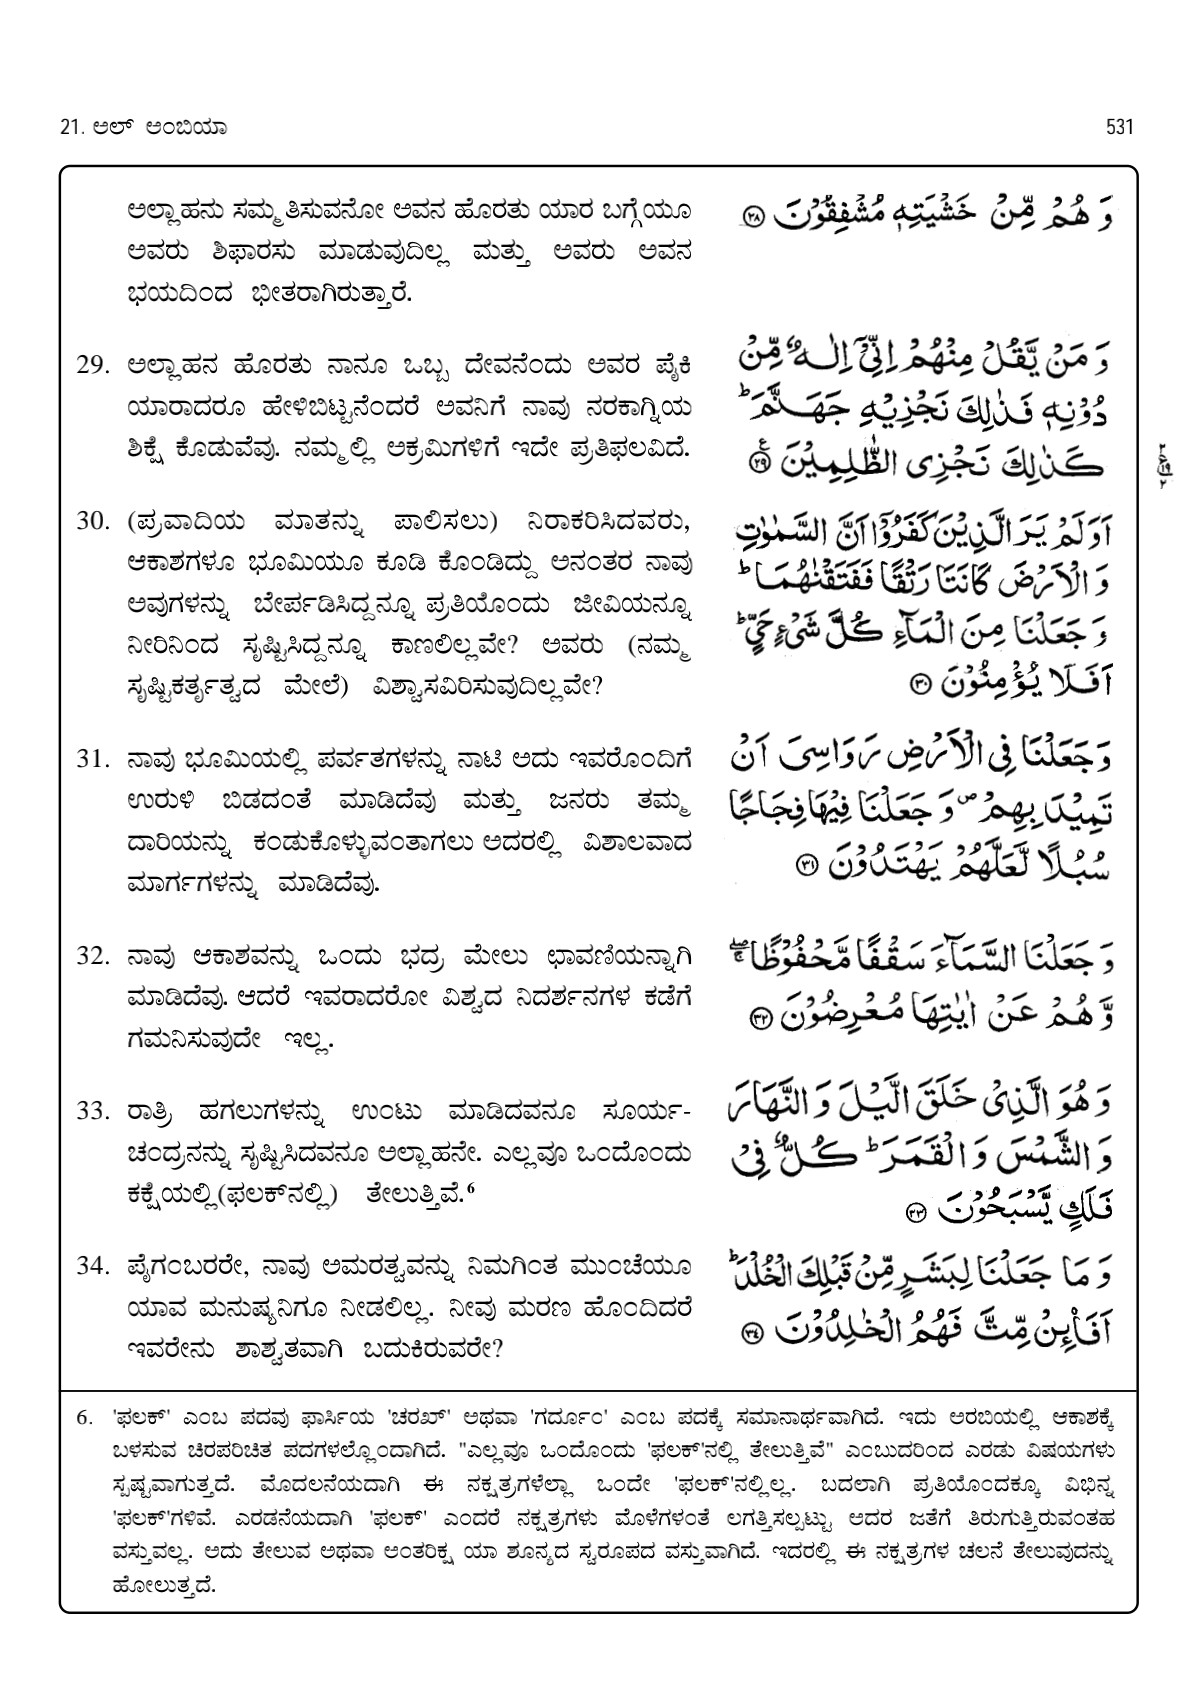 21. ಅಲ್ ಅಂಬಿಯಾ
531
ಅಲ್ಲಾಹನು ಸಮ್ಮತಿಸುವನೋ ಅವನ ಹೊರತು ಯಾರ ಬಗ್ಗೆಯೂ
ಅವರು ಶಿಫಾರಸು ಮಾಡುವುದಿಲ್ಲ ಮತ್ತು ಅವರು ಅವನ
ಭಯದಿಂದ ಭೀತರಾಗಿರುತ್ತಾರೆ.
وَ هُمْ مِّنْ خَشْيَتِهٖ مُشْفِقُوْنَ ﴿۲۸﴾
29. ಅಲ್ಲಾಹನ ಹೊರತು ನಾನೂ ಒಬ್ಬ ದೇವನೆಂದು ಅವರ ಪೈಕಿ
ಯಾರಾದರೂ ಹೇಳಿಬಿಟ್ಟನೆಂದರೆ ಅವನಿಗೆ ನಾವು ನರಕಾಗ್ನಿಯ
ಶಿಕ್ಷೆ ಕೊಡುವೆವು. ನಮ್ಮಲ್ಲಿ ಅಕ್ರಮಿಗಳಿಗೆ ಇದೇ ಪ್ರತಿಫಲವಿದೆ.
وَ مَنْ يَّقُلْ مِنْهُمْ اِنِّيْۤ اِلٰهٌ مِّنْ
دُوْنِهٖ فَذٰلِكَ نَجْزِيْهِ جَهَنَّمَ ؕ
كَذٰلِكَ نَجْزِى الظّٰلِمِيْنَ ﴿۲۹﴾ ع
30. (ಪ್ರವಾದಿಯ ಮಾತನ್ನು ಪಾಲಿಸಲು) ನಿರಾಕರಿಸಿದವರು,
ಆಕಾಶಗಳೂ ಭೂಮಿಯೂ ಕೂಡಿ ಕೊಂಡಿದ್ದು ಅನಂತರ ನಾವು
ಅವುಗಳನ್ನು ಬೇರ್ಪಡಿಸಿದ್ದನ್ನೂ ಪ್ರತಿಯೊಂದು ಜೀವಿಯನ್ನೂ
ನೀರಿನಿಂದ ಸೃಷ್ಟಿಸಿದ್ದನ್ನೂ ಕಾಣಲಿಲ್ಲವೇ? ಅವರು (ನಮ್ಮ
ಸೃಷ್ಟಿಕರ್ತೃತ್ವದ ಮೇಲೆ) ವಿಶ್ವಾಸವಿರಿಸುವುದಿಲ್ಲವೇ?
اَوَ لَمْ يَرَ الَّذِيْنَ كَفَرُوْۤا اَنَّ السَّمٰوٰتِ
وَ الْاَرْضَ كَانَتَا رَتْقًا فَفَتَقْنٰهُمَا ؕ
وَ جَعَلْنَا مِنَ الْمَآءِ كُلَّ شَيْءٍ حَيٍّ ؕ
اَفَلَا يُؤْمِنُوْنَ ﴿۳۰﴾
31. ನಾವು ಭೂಮಿಯಲ್ಲಿ ಪರ್ವತಗಳನ್ನು ನಾಟಿ ಅದು ಇವರೊಂದಿಗೆ
ಉರುಳಿ ಬಿಡದಂತೆ ಮಾಡಿದೆವು ಮತ್ತು ಜನರು ತಮ್ಮ
ದಾರಿಯನ್ನು ಕಂಡುಕೊಳ್ಳುವಂತಾಗಲು ಅದರಲ್ಲಿ ವಿಶಾಲವಾದ
ಮಾರ್ಗಗಳನ್ನು ಮಾಡಿದೆವು.
وَ جَعَلْنَا فِى الْاَرْضِ رَوَاسِىَ اَنْ
تَمِيْدَ بِهِمْ ۪ وَ جَعَلْنَا فِيْهَا فِجَاجًا
سُبُلًا لَّعَلَّهُمْ يَهْتَدُوْنَ ﴿۳۱﴾
32. ನಾವು ಆಕಾಶವನ್ನು ಒಂದು ಭದ್ರ ಮೇಲು ಛಾವಣಿಯನ್ನಾಗಿ
ಮಾಡಿದೆವು. ಆದರೆ ಇವರಾದರೋ ವಿಶ್ವದ ನಿದರ್ಶನಗಳ ಕಡೆಗೆ
ಗಮನಿಸುವುದೇ ಇಲ್ಲ.
وَ جَعَلْنَا السَّمَآءَ سَقْفًا مَّحْفُوْظًا ۖۚ
وَّ هُمْ عَنْ اٰيٰتِهَا مُعْرِضُوْنَ ﴿۳۲﴾
33. ರಾತ್ರಿ ಹಗಲುಗಳನ್ನು ಉಂಟು ಮಾಡಿದವನೂ ಸೂರ್ಯ-
ಚಂದ್ರನನ್ನು ಸೃಷ್ಟಿಸಿದವನೂ ಅಲ್ಲಾಹನೇ. ಎಲ್ಲವೂ ಒಂದೊಂದು
ಕಕ್ಷೆಯಲ್ಲಿ(ಫಲಕ್‌ನಲ್ಲಿ) ತೇಲುತ್ತಿವೆ.⁶
وَ هُوَ الَّذِىْ خَلَقَ الَّيْلَ وَ النَّهَارَ
وَ الشَّمْسَ وَ الْقَمَرَ ؕ كُلٌّ فِىْ
فَلَكٍ يَّسْبَحُوْنَ ﴿۳۳﴾
34. ಪೈಗಂಬರರೇ, ನಾವು ಅಮರತ್ವವನ್ನು ನಿಮಗಿಂತ ಮುಂಚೆಯೂ
ಯಾವ ಮನುಷ್ಯನಿಗೂ ನೀಡಲಿಲ್ಲ. ನೀವು ಮರಣ ಹೊಂದಿದರೆ
ಇವರೇನು ಶಾಶ್ವತವಾಗಿ ಬದುಕಿರುವರೇ?
وَ مَا جَعَلْنَا لِبَشَرٍ مِّنْ قَبْلِكَ الْخُلْدَ ؕ
اَفَا۟ئِنْ مِّتَّ فَهُمُ الْخٰلِدُوْنَ ﴿۳۴﴾
6. 'ಫಲಕ್' ಎಂಬ ಪದವು ಫಾರ್ಸಿಯ 'ಚರಖ್' ಅಥವಾ 'ಗರ್ದೂಂ' ಎಂಬ ಪದಕ್ಕೆ ಸಮಾನಾರ್ಥವಾಗಿದೆ. ಇದು ಅರಬಿಯಲ್ಲಿ ಆಕಾಶಕ್ಕೆ
ಬಳಸುವ ಚಿರಪರಿಚಿತ ಪದಗಳಲ್ಲೊಂದಾಗಿದೆ. "ಎಲ್ಲವೂ ಒಂದೊಂದು 'ಫಲಕ್'ನಲ್ಲಿ ತೇಲುತ್ತಿವೆ" ಎಂಬುದರಿಂದ ಎರಡು ವಿಷಯಗಳು
ಸ್ಪಷ್ಟವಾಗುತ್ತದೆ. ಮೊದಲನೆಯದಾಗಿ ಈ ನಕ್ಷತ್ರಗಳೆಲ್ಲಾ ಒಂದೇ 'ಫಲಕ್'ನಲ್ಲಿಲ್ಲ. ಬದಲಾಗಿ ಪ್ರತಿಯೊಂದಕ್ಕೂ ವಿಭಿನ್ನ
'ಫಲಕ್'ಗಳಿವೆ. ಎರಡನೆಯದಾಗಿ 'ಫಲಕ್' ಎಂದರೆ ನಕ್ಷತ್ರಗಳು ಮೊಳೆಗಳಂತೆ ಲಗತ್ತಿಸಲ್ಪಟ್ಟು ಅದರ ಜತೆಗೆ ತಿರುಗುತ್ತಿರುವಂತಹ
ವಸ್ತುವಲ್ಲ. ಅದು ತೇಲುವ ಅಥವಾ ಅಂತರಿಕ್ಷ ಯಾ ಶೂನ್ಯದ ಸ್ವರೂಪದ ವಸ್ತುವಾಗಿದೆ. ಇದರಲ್ಲಿ ಈ ನಕ್ಷತ್ರಗಳ ಚಲನೆ ತೇಲುವುದನ್ನು
ಹೋಲುತ್ತದೆ.